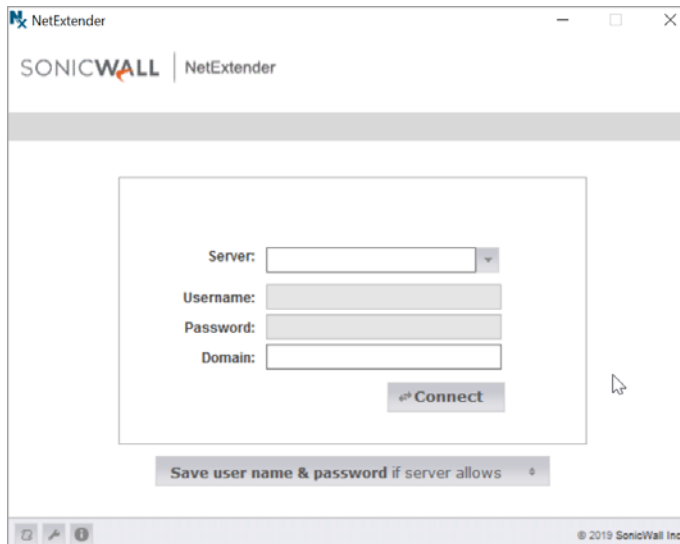 NetExtender
SONICWALL | NetExtender
Server:
Username:
Password:
Domain:
Connect
Save user name & password if server allows
© 2019 SonicWall Inc